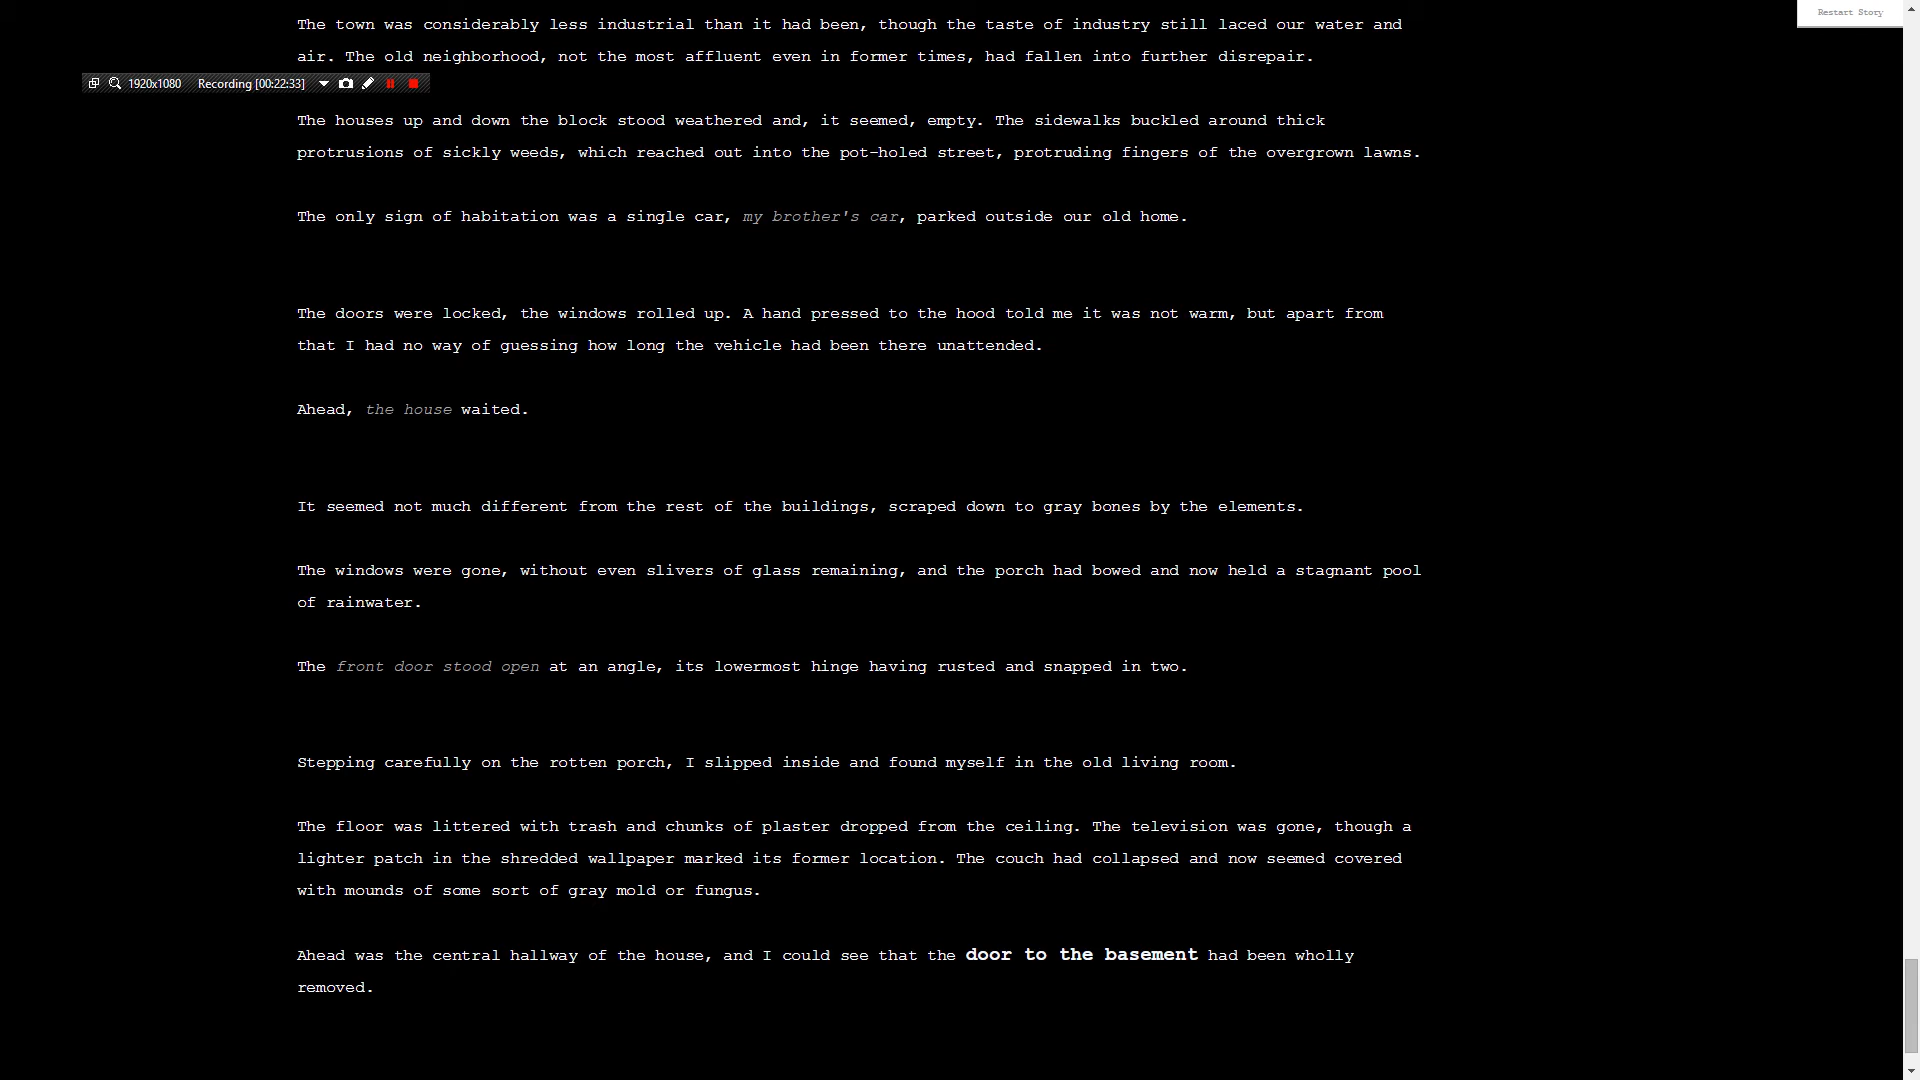 The town was considerably less industrial than it had been, though the taste of industry still laced our water and
Restart Story
air. The old neighborhood, not the most affluent even in former times, had fallen into further disrepair.
1920x1080 Recording [00:22:33]
The houses up and down the block stood weathered and, it seemed, empty. The sidewalks buckled around thick
protrusions of sickly weeds, which reached out into the pot-holed street, protruding fingers of the overgrown lawns.
The only sign of habitation was a single car, my brother's car, parked outside our old home.
The doors were locked, the windows rolled up. A hand pressed to the hood told me it was not warm, but apart from
that I had no way of guessing how long the vehicle had been there unattended.
Ahead, the house waited.
It seemed not much different from the rest of the buildings, scraped down to gray bones by the elements.
The windows were gone, without even slivers of glass remaining, and the porch had bowed and now held a stagnant pool
of rainwater.
The front door stood open at an angle, its lowermost hinge having rusted and snapped in two.
Stepping carefully on the rotten porch, I slipped inside and found myself in the old living room.
The floor was littered with trash and chunks of plaster dropped from the ceiling. The television was gone, though a
lighter patch in the shredded wallpaper marked its former location. The couch had collapsed and now seemed covered
with mounds of some sort of gray mold or fungus.
Ahead was the central hallway of the house, and I could see that the door to the basement had been wholly
removed.